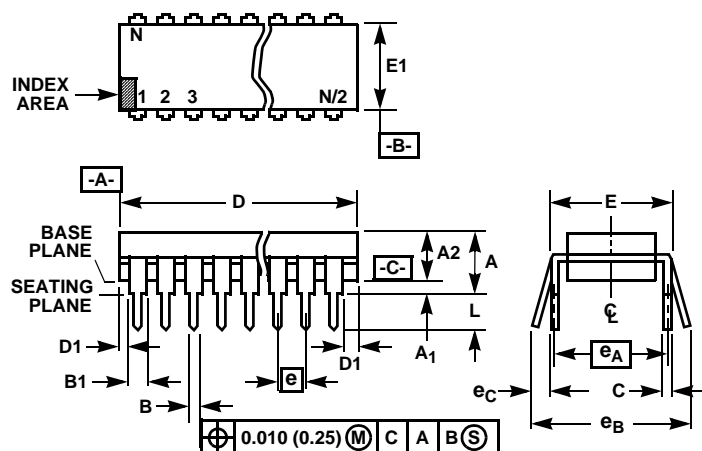 N
E1
INDEX
AREA
1 2 3 N/2
-B-
-A-
D
E
BASE
PLANE
A2
A
-C-
SEATING
PLANE
L
C
L
D1
A1
D1
eA
B1
e
eC
C
B
eB
0.010 (0.25) M C A B S